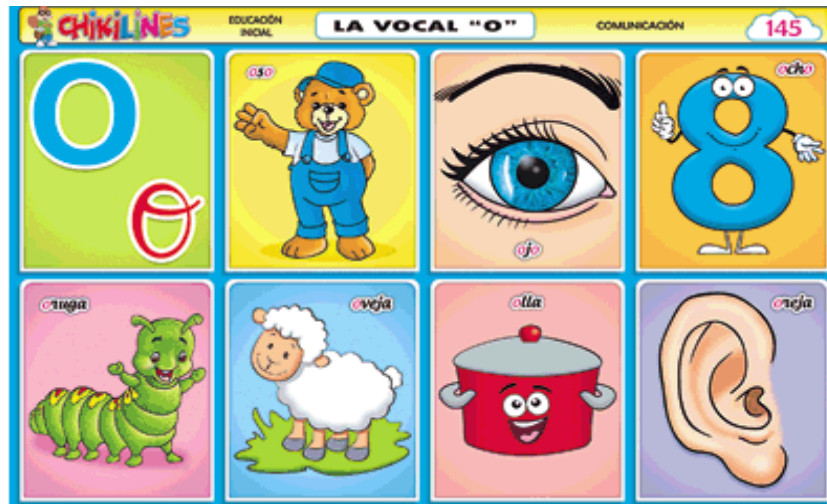 CHIKILINES
EDUCACIÓN
INICIAL
LA VOCAL "O"
COMUNICACIÓN
145
O
o
oso
ojo
ocho
oruga
oveja
olla
oreja